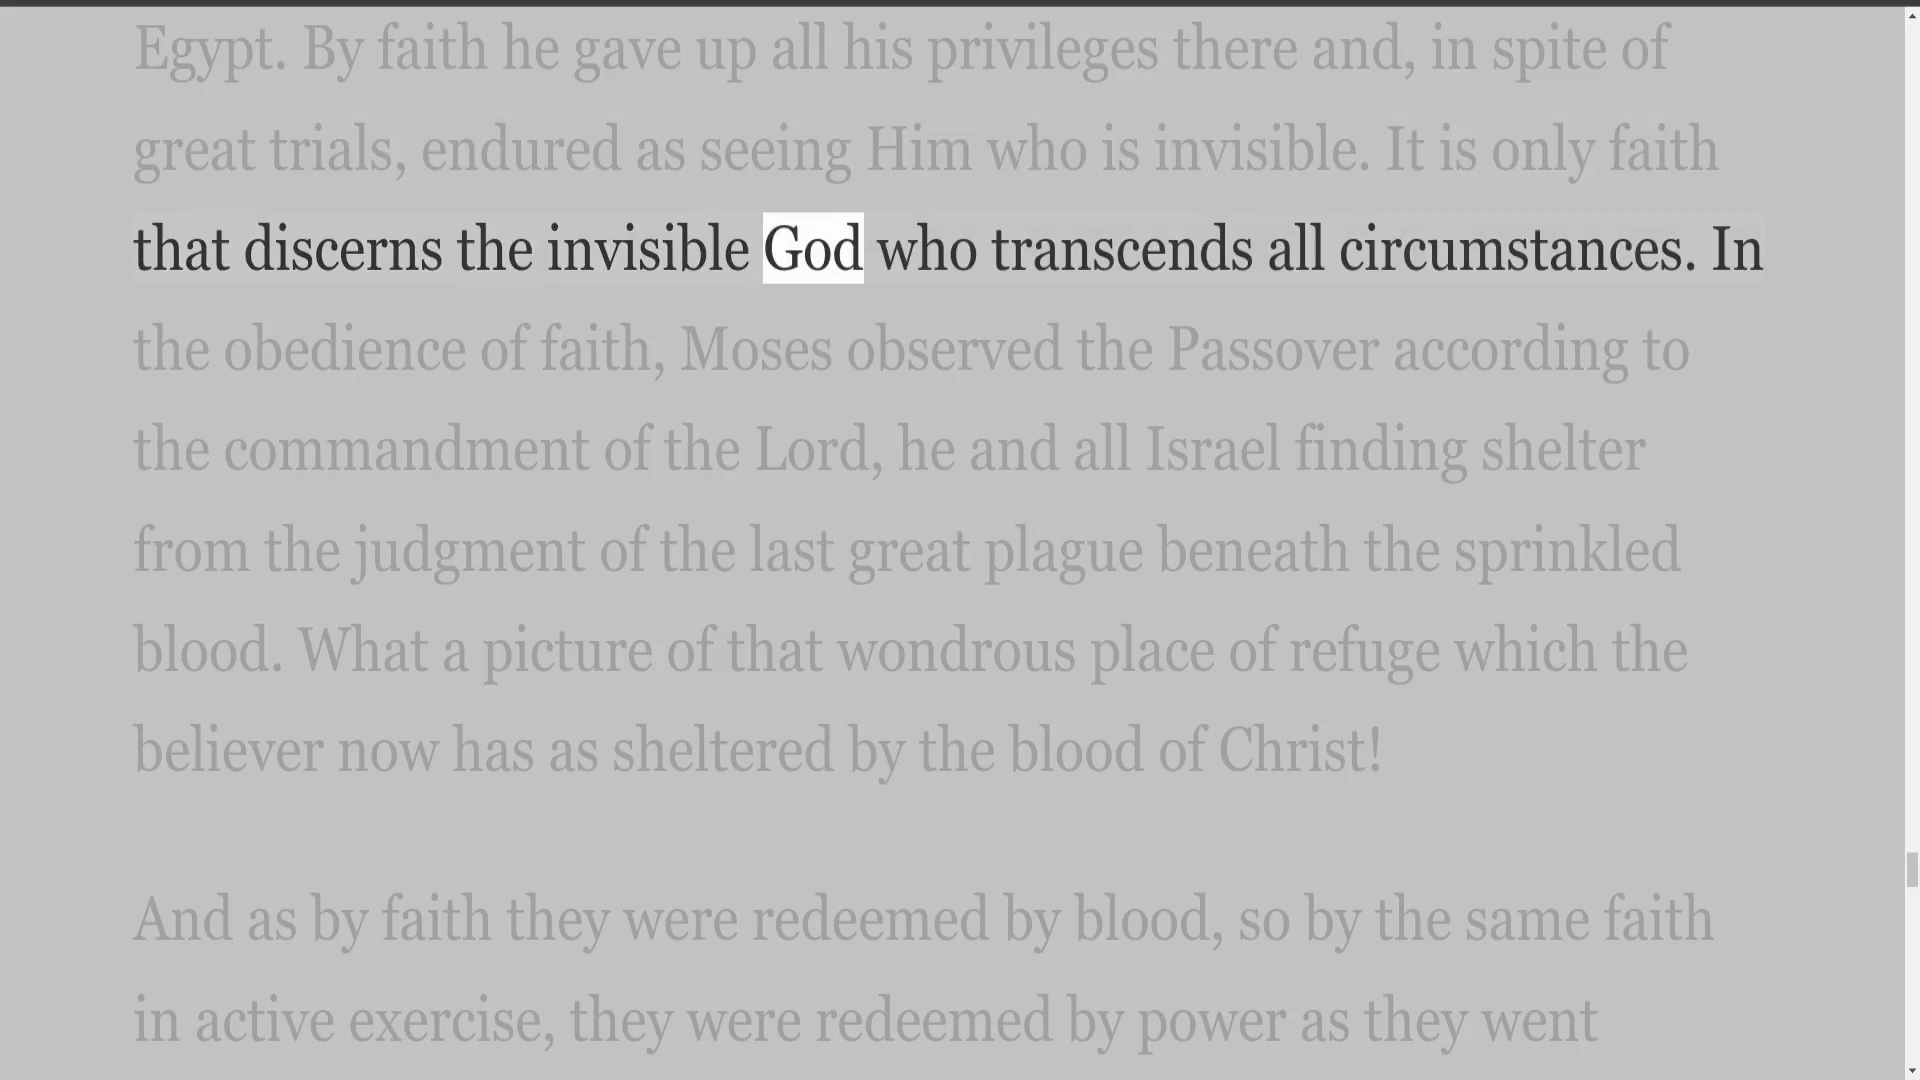 Egypt. By faith he gave up all his privileges there and, in spite of
great trials, endured as seeing Him who is invisible. It is only faith
that discerns the invisible God who transcends all circumstances. In
the obedience of faith, Moses observed the Passover according to
the commandment of the Lord, he and all Israel finding shelter
from the judgment of the last great plague beneath the sprinkled
blood. What a picture of that wondrous place of refuge which the
believer now has as sheltered by the blood of Christ!
And as by faith they were redeemed by blood, so by the same faith
in active exercise, they were redeemed by power as they went